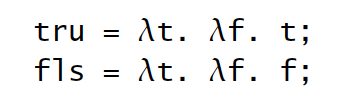 tru = λt. λf. t;
fls = λt. λf. f;